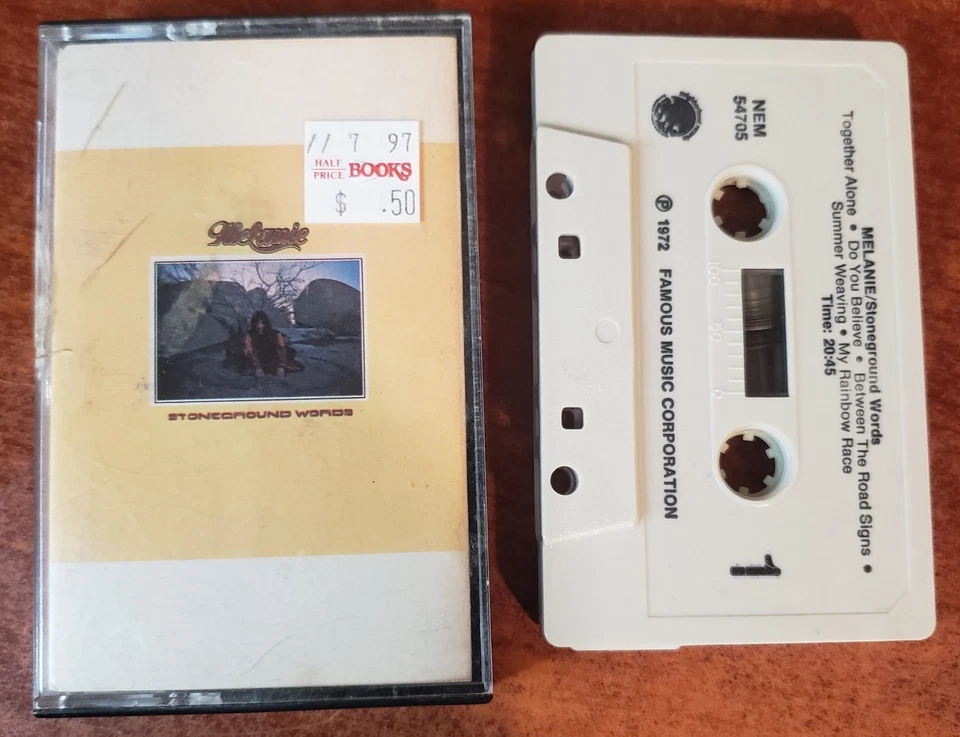 11 7 97
HALF
PRICE BOOKS
$ .50
Melanie
STONEGROUND WORDS
MELANIE/Stoneground Words
Together Alone • Do You Believe • Between The Road Signs •
Summer Weaving • My Rainbow Race
Time: 20:45
NEM
54705
1
℗ 1972 FAMOUS MUSIC CORPORATION
100 50 0